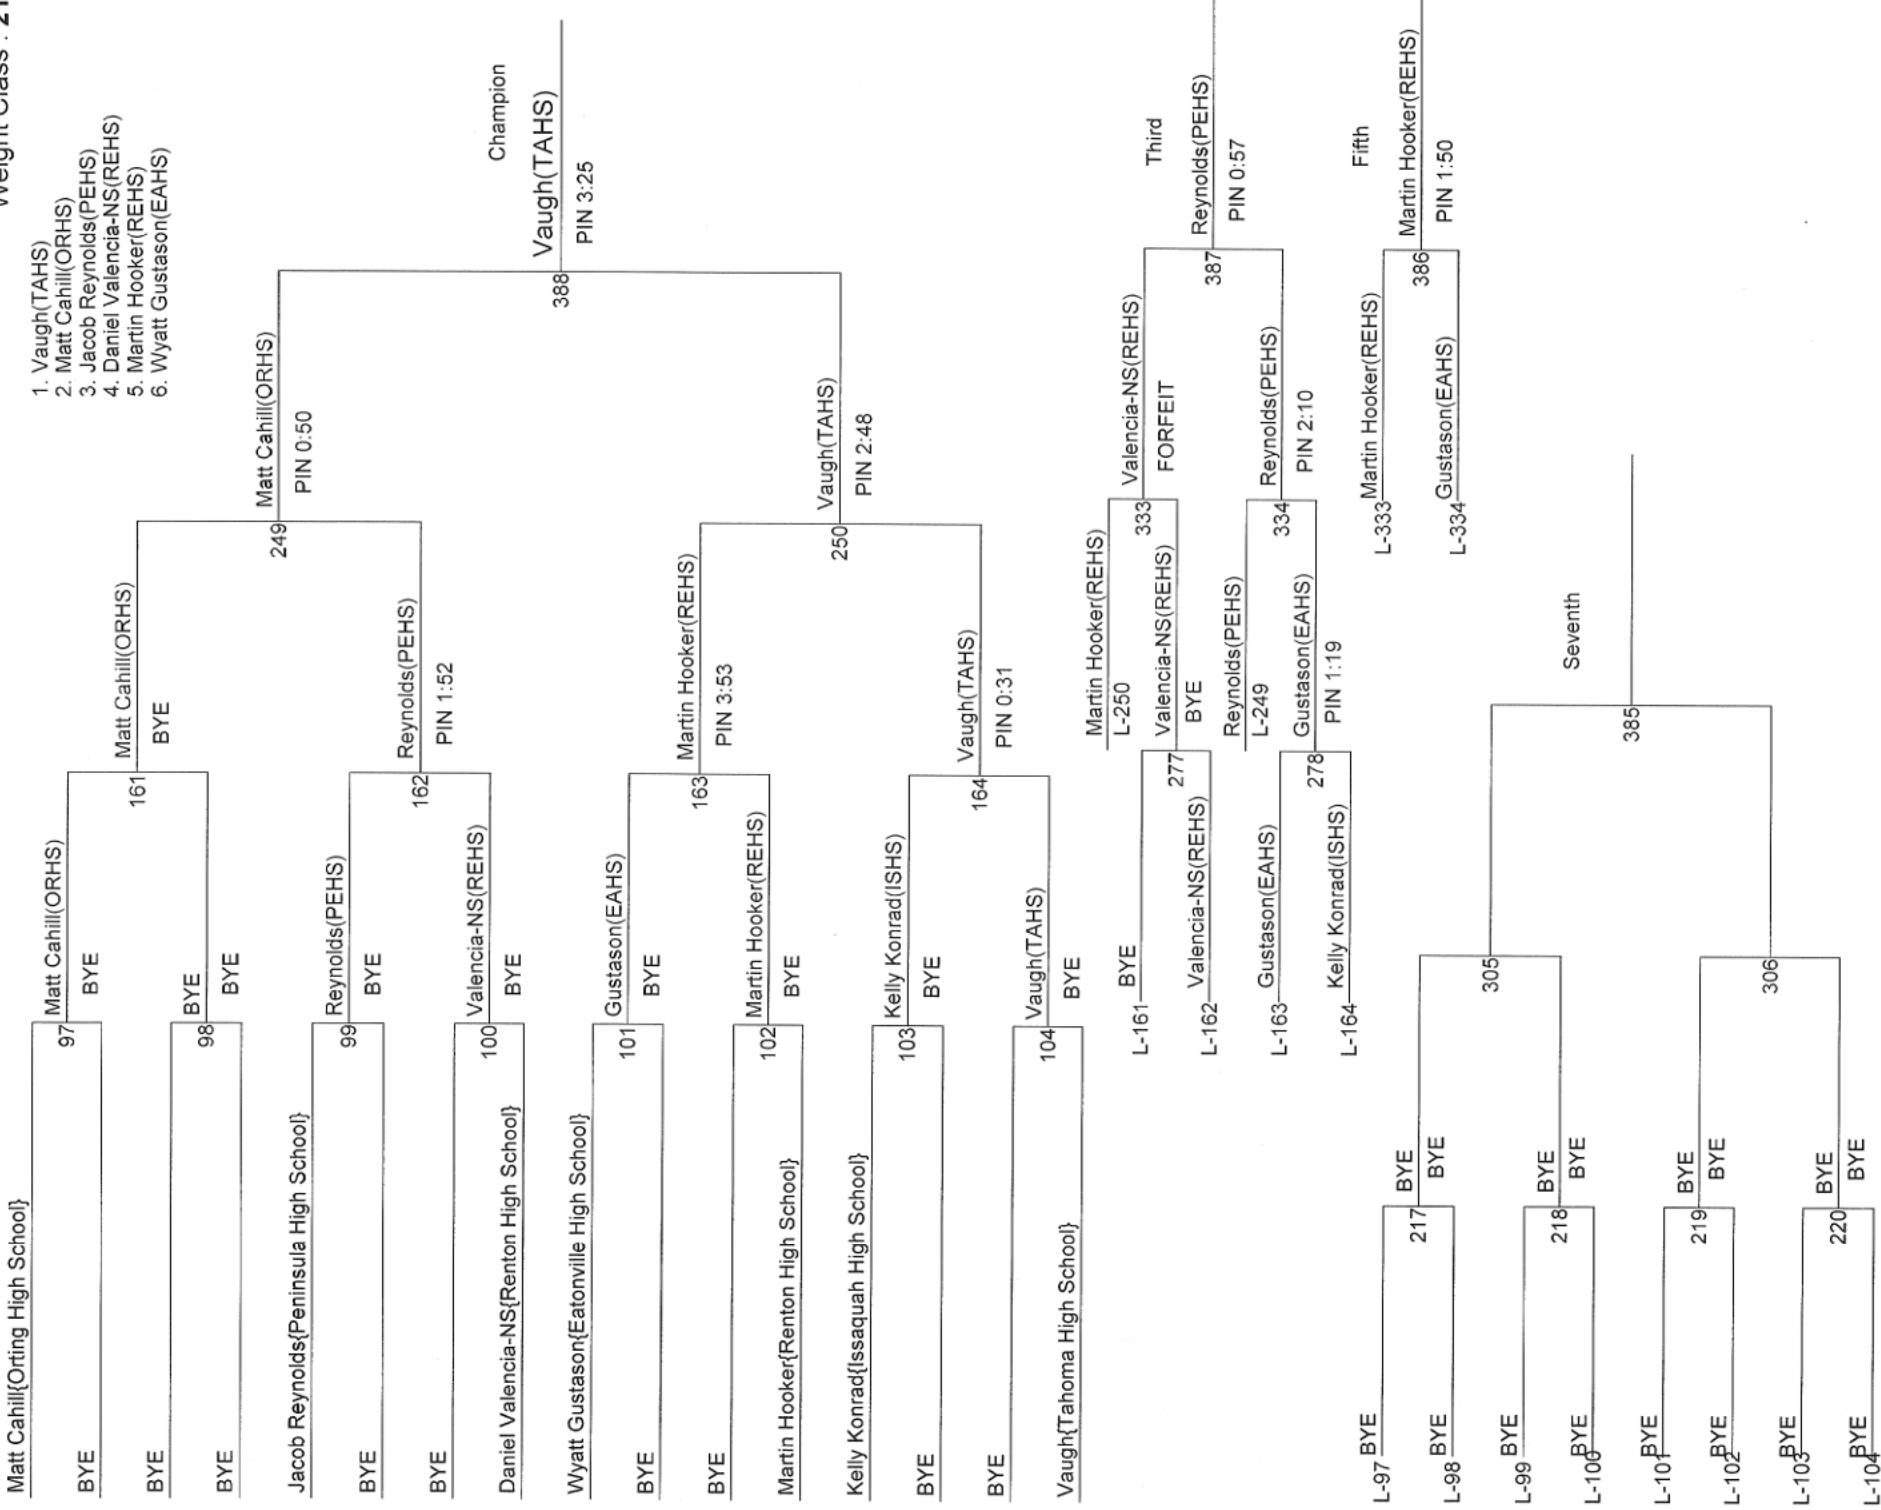 Weight Class : 21
1. Vaugh(TAHS)
2. Matt Cahill(ORHS)
3. Jacob Reynolds(PEHS)
4. Daniel Valencia-NS(REHS)
5. Martin Hooker(REHS)
6. Wyatt Gustason(EAHS)
Matt Cahill{Orting High School}
97
BYE
Matt Cahill(ORHS)
BYE
161
BYE
98
BYE
BYE
BYE
Matt Cahill(ORHS)
BYE
249
Jacob Reynolds{Peninsula High School}
99
BYE
Reynolds(PEHS)
BYE
162
BYE
100
Daniel Valencia-NS{Renton High School}
Valencia-NS(REHS)
BYE
Reynolds(PEHS)
PIN 1:52
Matt Cahill(ORHS)
PIN 0:50
388
Wyatt Gustason{Eatonville High School}
101
BYE
Gustason(EAHS)
BYE
163
BYE
102
Martin Hooker{Renton High School}
Martin Hooker(REHS)
BYE
Martin Hooker(REHS)
PIN 3:53
250
Kelly Konrad{Issaquah High School}
103
BYE
Kelly Konrad(ISHS)
BYE
164
BYE
104
Vaugh{Tahoma High School}
Vaugh(TAHS)
BYE
Vaugh(TAHS)
PIN 0:31
Vaugh(TAHS)
PIN 2:48
Champion
Vaugh(TAHS)
PIN 3:25
Martin Hooker(REHS)
L-250
333
L-161 BYE
277
L-162 Valencia-NS(REHS)
Valencia-NS(REHS)
BYE
Valencia-NS(REHS)
FORFEIT
387
Reynolds(PEHS)
L-249
334
L-163 Gustason(EAHS)
278
L-164 Kelly Konrad(ISHS)
Gustason(EAHS)
PIN 1:19
Reynolds(PEHS)
PIN 2:10
Third
Reynolds(PEHS)
PIN 0:57
L-333 Martin Hooker(REHS)
386
L-334 Gustason(EAHS)
Fifth
Martin Hooker(REHS)
PIN 1:50
L-97 BYE
217
L-98 BYE
BYE
BYE
305
L-99 BYE
218
L-100 BYE
BYE
BYE
385
Seventh
L-101 BYE
219
L-102 BYE
BYE
BYE
306
L-103 BYE
220
L-104 BYE
BYE
BYE